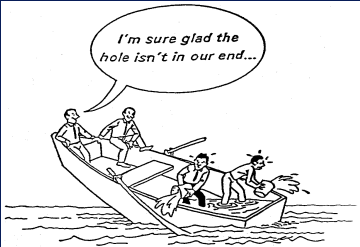 I'm sure glad the
hole isn't in our end...